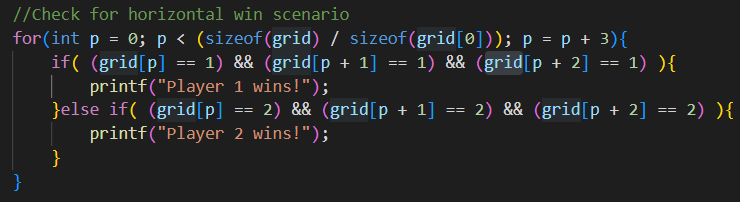 //Check for horizontal win scenario
for(int p = 0; p < (sizeof(grid) / sizeof(grid[0])); p = p + 3){
    if( (grid[p] == 1) && (grid[p + 1] == 1) && (grid[p + 2] == 1) ){
        printf("Player 1 wins!");
    }else if( (grid[p] == 2) && (grid[p + 1] == 2) && (grid[p + 2] == 2) ){
        printf("Player 2 wins!");
    }
}